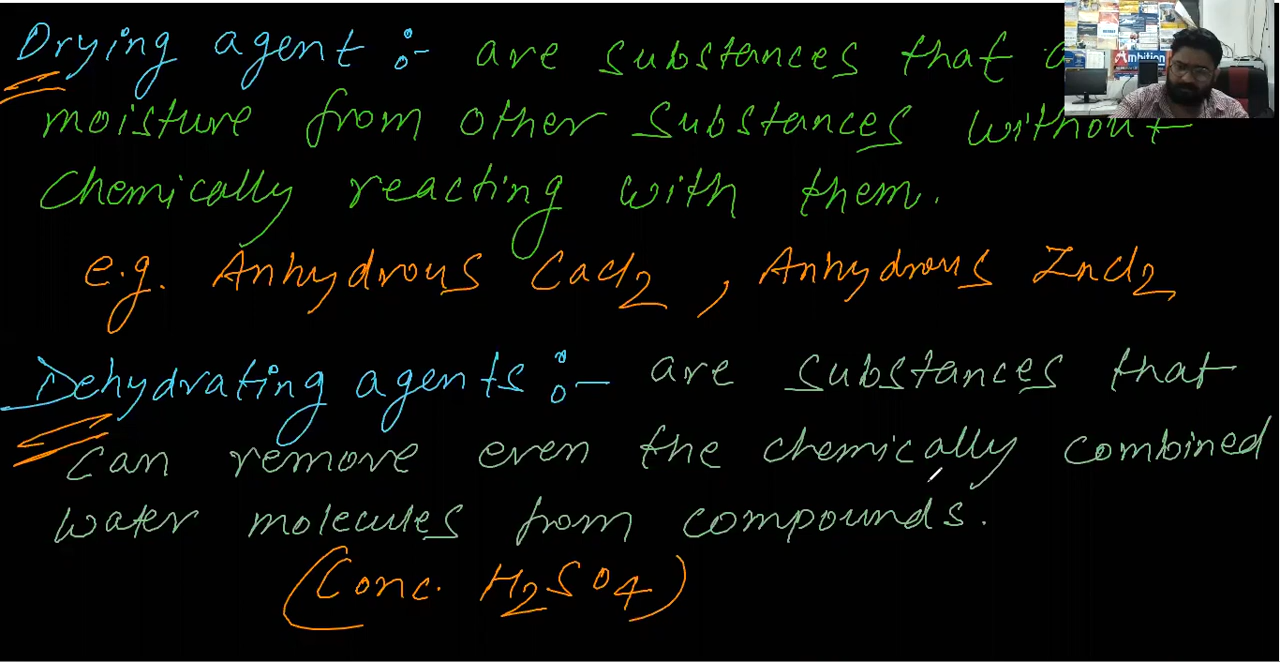 Drying agent :- are substances that
moisture from other substances without
chemically reacting with them.
e.g. Anhydrous CaCl2 , Anhydrous ZnCl2
Dehydrating agents :- are substances that
can remove even the chemically combined
water molecules from compounds.
(Conc. H2SO4)
Ambition